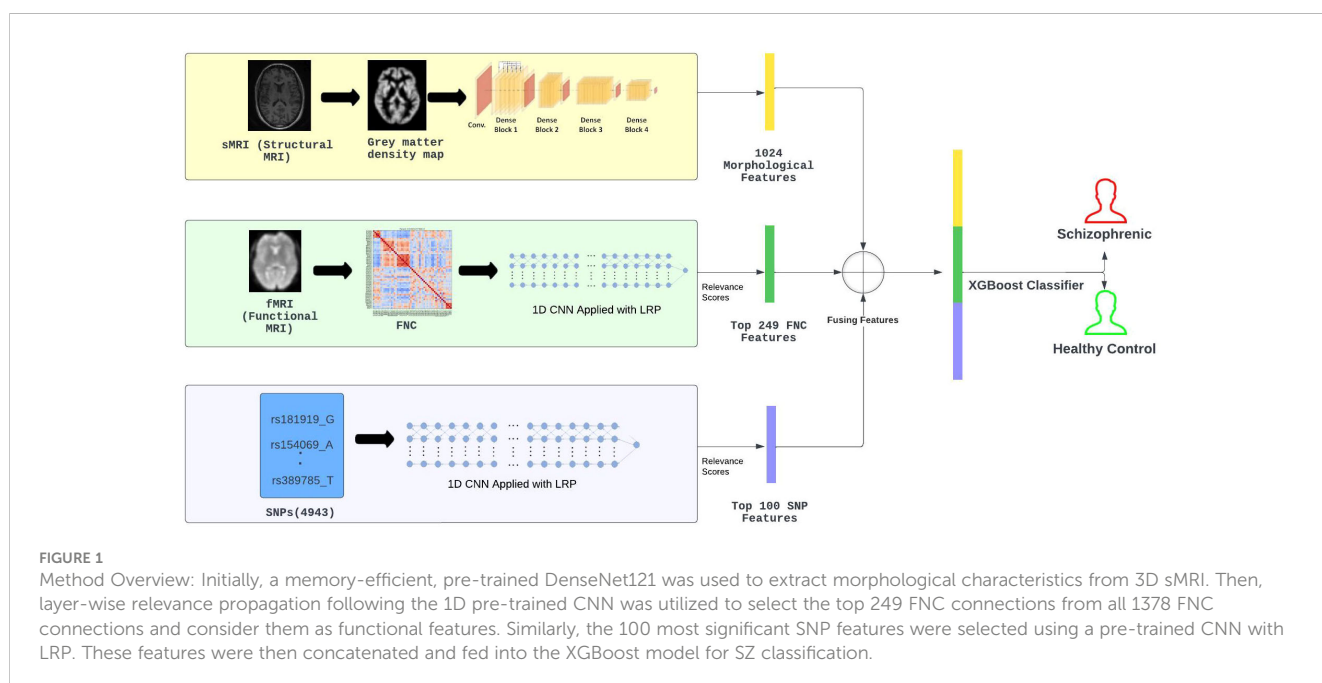 sMRI (Structural
MRI)
Grey matter
density map
Conv.
Dense
Block 1
Dense
Block 2
Dense
Block 3
Dense
Block 4
1024
Morphological
Features
fMRI
(Functional
MRI)
FNC
1D CNN Applied with LRP
Relevance
Scores
Top 249 FNC
Features
Fusing Features
XGBoost Classifier
Schizophrenic
Healthy Control
rs181919_G
rs154069_A
rs389785_T
SNPs(4943)
1D CNN Applied with LRP
Relevance
Scores
Top 100 SNP
Features
FIGURE 1
Method Overview: Initially, a memory-efficient, pre-trained DenseNet121 was used to extract morphological characteristics from 3D sMRI. Then,
layer-wise relevance propagation following the 1D pre-trained CNN was utilized to select the top 249 FNC connections from all 1378 FNC
connections and consider them as functional features. Similarly, the 100 most significant SNP features were selected using a pre-trained CNN with
LRP. These features were then concatenated and fed into the XGBoost model for SZ classification.